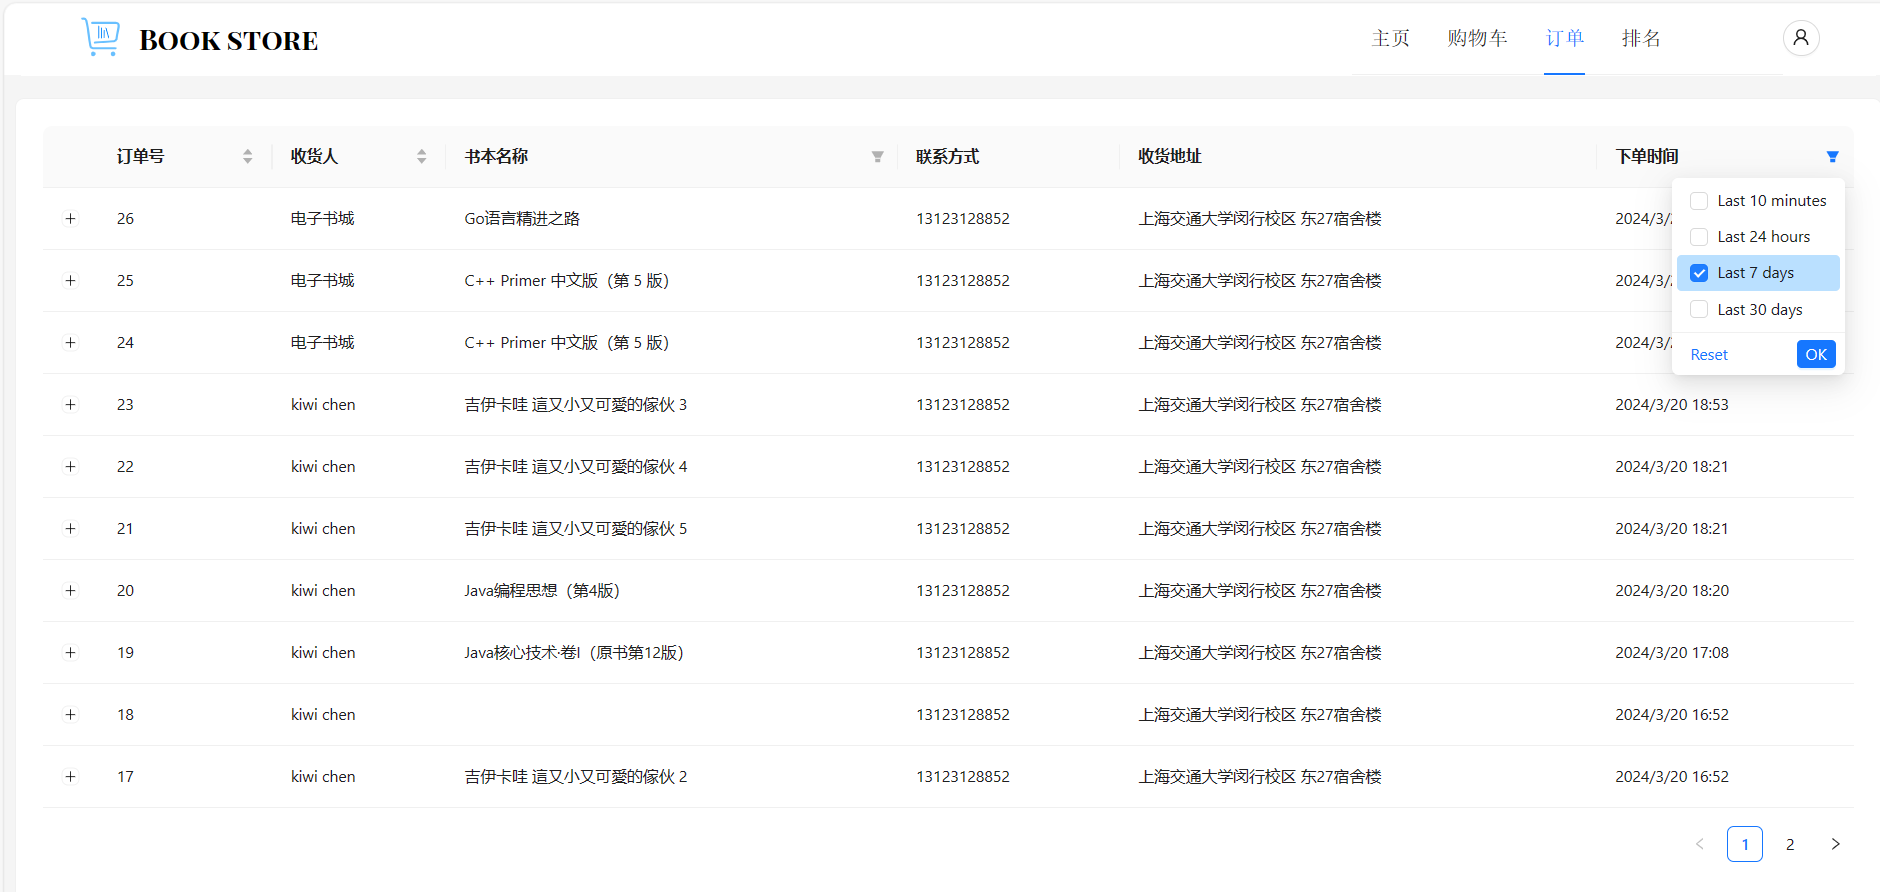 BOOK STORE
主页 购物车 订单 排名
订单号 收货人 书本名称 联系方式 收货地址 下单时间
26 电子书城 Go语言精进之路 13123128852 上海交通大学闵行校区 东27宿舍楼 2024/3/
25 电子书城 C++ Primer 中文版（第 5 版） 13123128852 上海交通大学闵行校区 东27宿舍楼 2024/3/
24 电子书城 C++ Primer 中文版（第 5 版） 13123128852 上海交通大学闵行校区 东27宿舍楼 2024/3/
Last 10 minutes
Last 24 hours
Last 7 days
Last 30 days
Reset OK
23 kiwi chen 吉伊卡哇 這又小又可愛的傢伙 3 13123128852 上海交通大学闵行校区 东27宿舍楼 2024/3/20 18:53
22 kiwi chen 吉伊卡哇 這又小又可愛的傢伙 4 13123128852 上海交通大学闵行校区 东27宿舍楼 2024/3/20 18:21
21 kiwi chen 吉伊卡哇 這又小又可愛的傢伙 5 13123128852 上海交通大学闵行校区 东27宿舍楼 2024/3/20 18:21
20 kiwi chen Java编程思想（第4版） 13123128852 上海交通大学闵行校区 东27宿舍楼 2024/3/20 18:20
19 kiwi chen Java核心技术·卷I（原书第12版） 13123128852 上海交通大学闵行校区 东27宿舍楼 2024/3/20 17:08
18 kiwi chen 13123128852 上海交通大学闵行校区 东27宿舍楼 2024/3/20 16:52
17 kiwi chen 吉伊卡哇 這又小又可愛的傢伙 2 13123128852 上海交通大学闵行校区 东27宿舍楼 2024/3/20 16:52
< 1 2 >